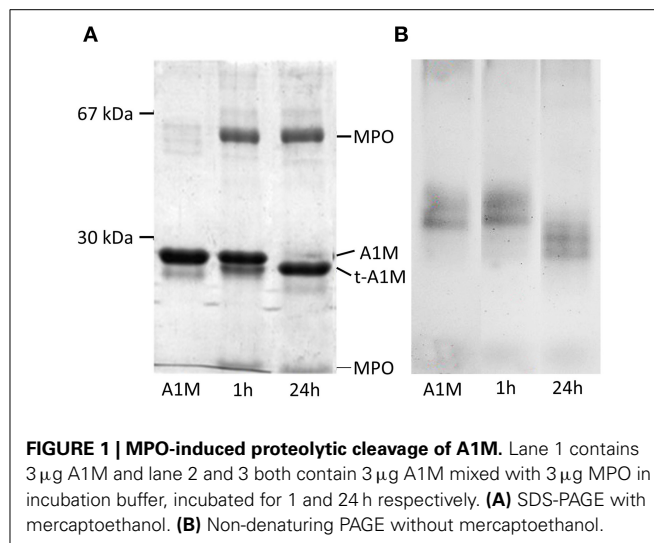 A
B
67 kDa
MPO
30 kDa
A1M
t-A1M
MPO
A1M 1h 24h
A1M 1h 24h
FIGURE 1 | MPO-induced proteolytic cleavage of A1M. Lane 1 contains
3 μg A1M and lane 2 and 3 both contain 3 μg A1M mixed with 3 μg MPO in
incubation buffer, incubated for 1 and 24 h respectively. (A) SDS-PAGE with
mercaptoethanol. (B) Non-denaturing PAGE without mercaptoethanol.